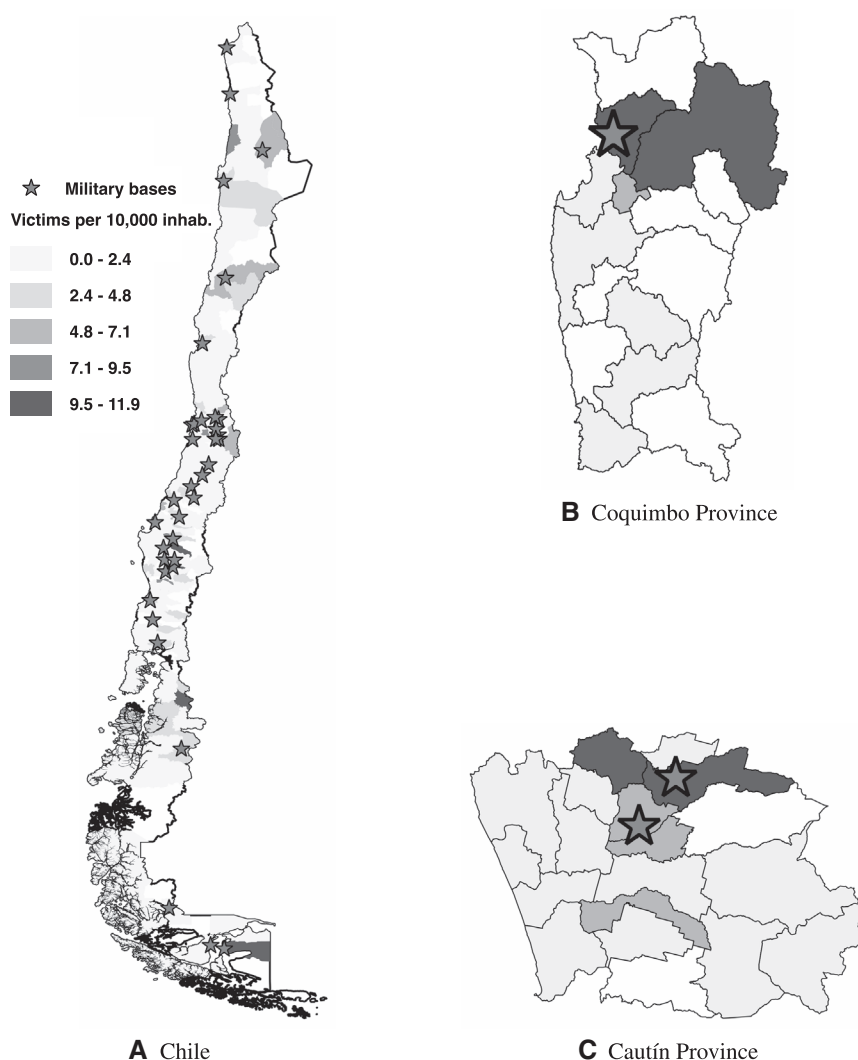 Military bases
Victims per 10,000 inhab.
0.0 - 2.4
2.4 - 4.8
4.8 - 7.1
7.1 - 9.5
9.5 - 11.9
B Coquimbo Province
A Chile
C Cautín Province